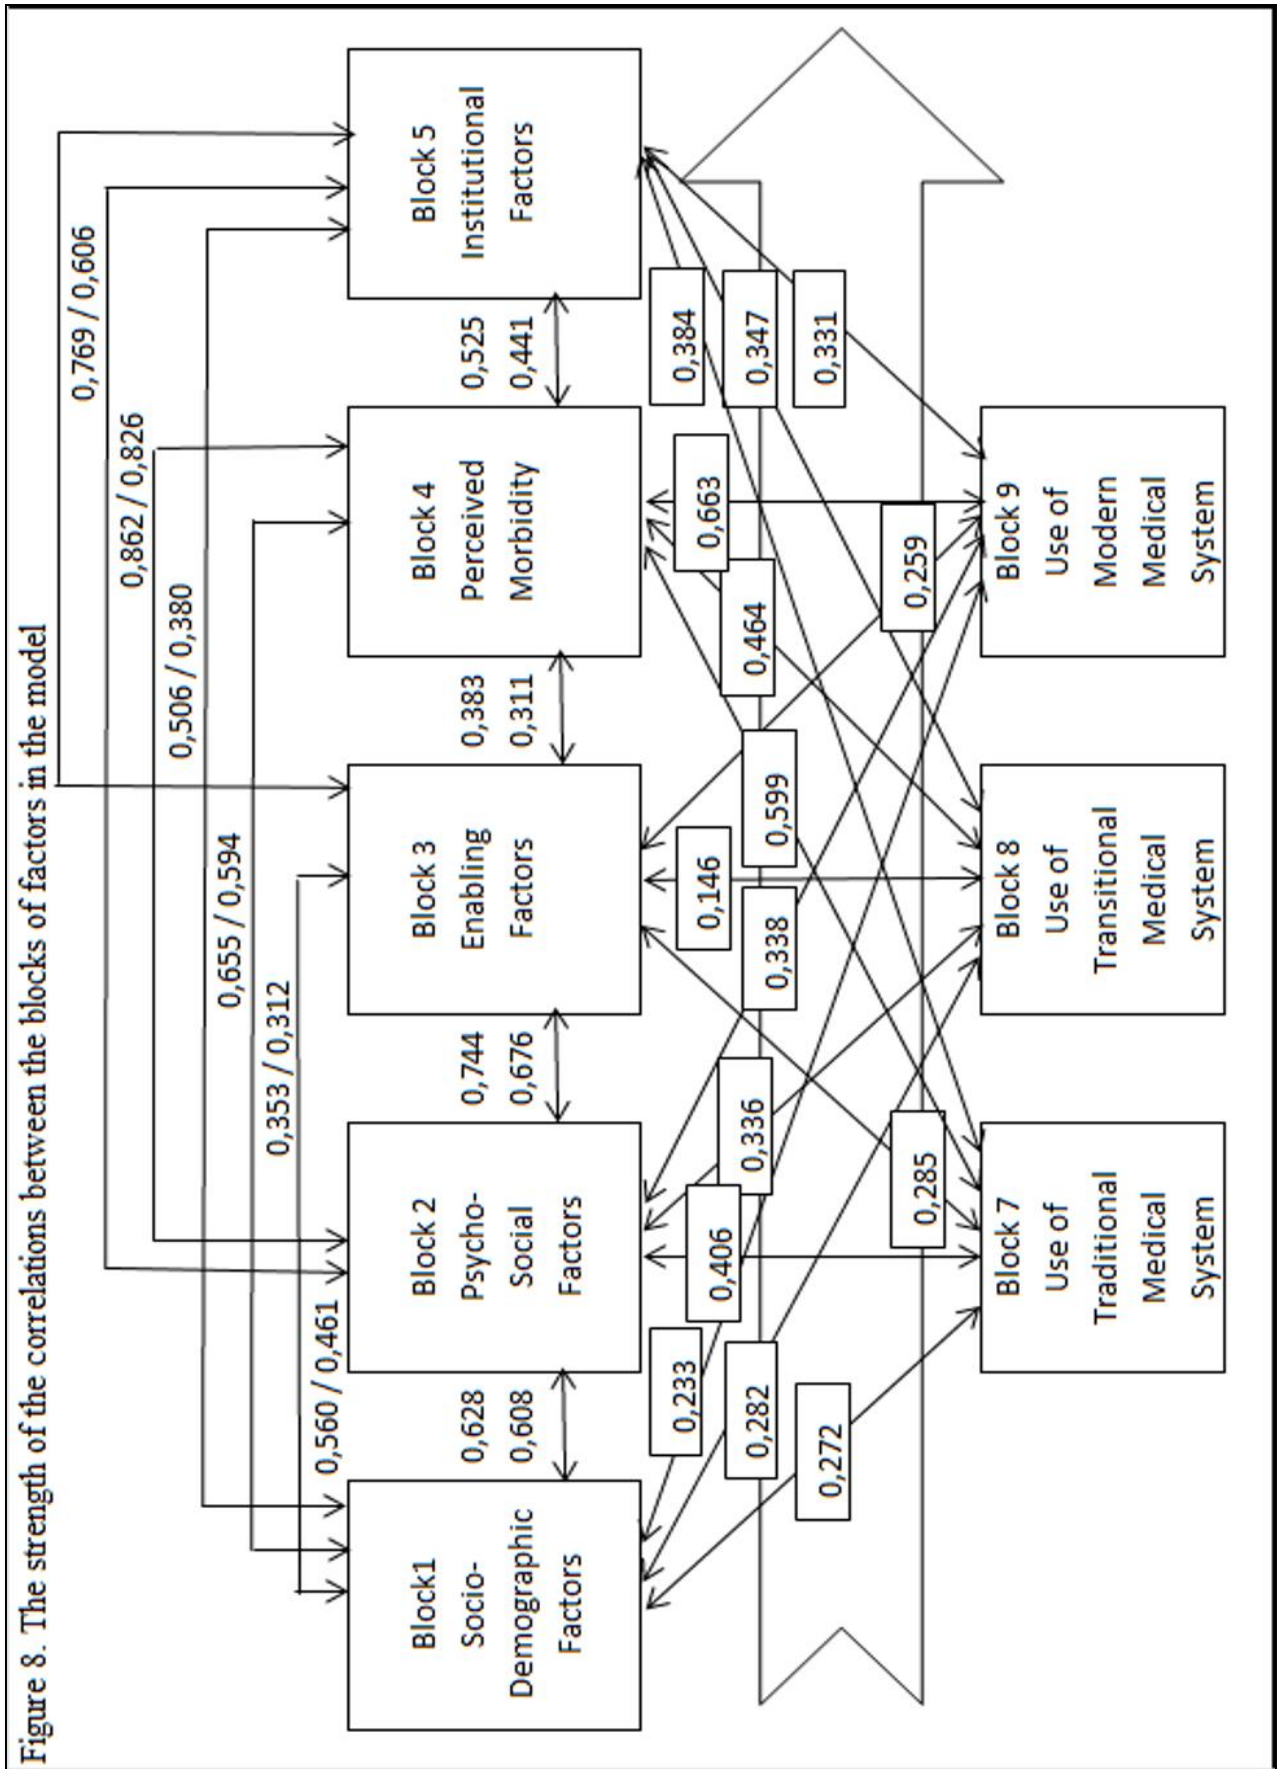 Figure 8. The strength of the correlations between the blocks of factors in the model
0,769 / 0,606
0,862 / 0,826
0,506 / 0,380
0,655 / 0,594
0,353 / 0,312
0,560 / 0,461
Block1
Socio-
Demographic
Factors
0,628
0,608
Block 2
Psycho-
Social
Factors
0,744
0,676
Block 3
Enabling
Factors
0,383
0,311
Block 4
Perceived
Morbidity
0,525
0,441
Block 5
Institutional
Factors
0,233
0,282
0,272
0,406
0,336
0,338
0,285
0,146
0,599
0,464
0,663
0,259
0,384
0,347
0,331
Block 7
Use of
Traditional
Medical
System
Block 8
Use of
Transitional
Medical
System
Block 9
Use of
Modern
Medical
System